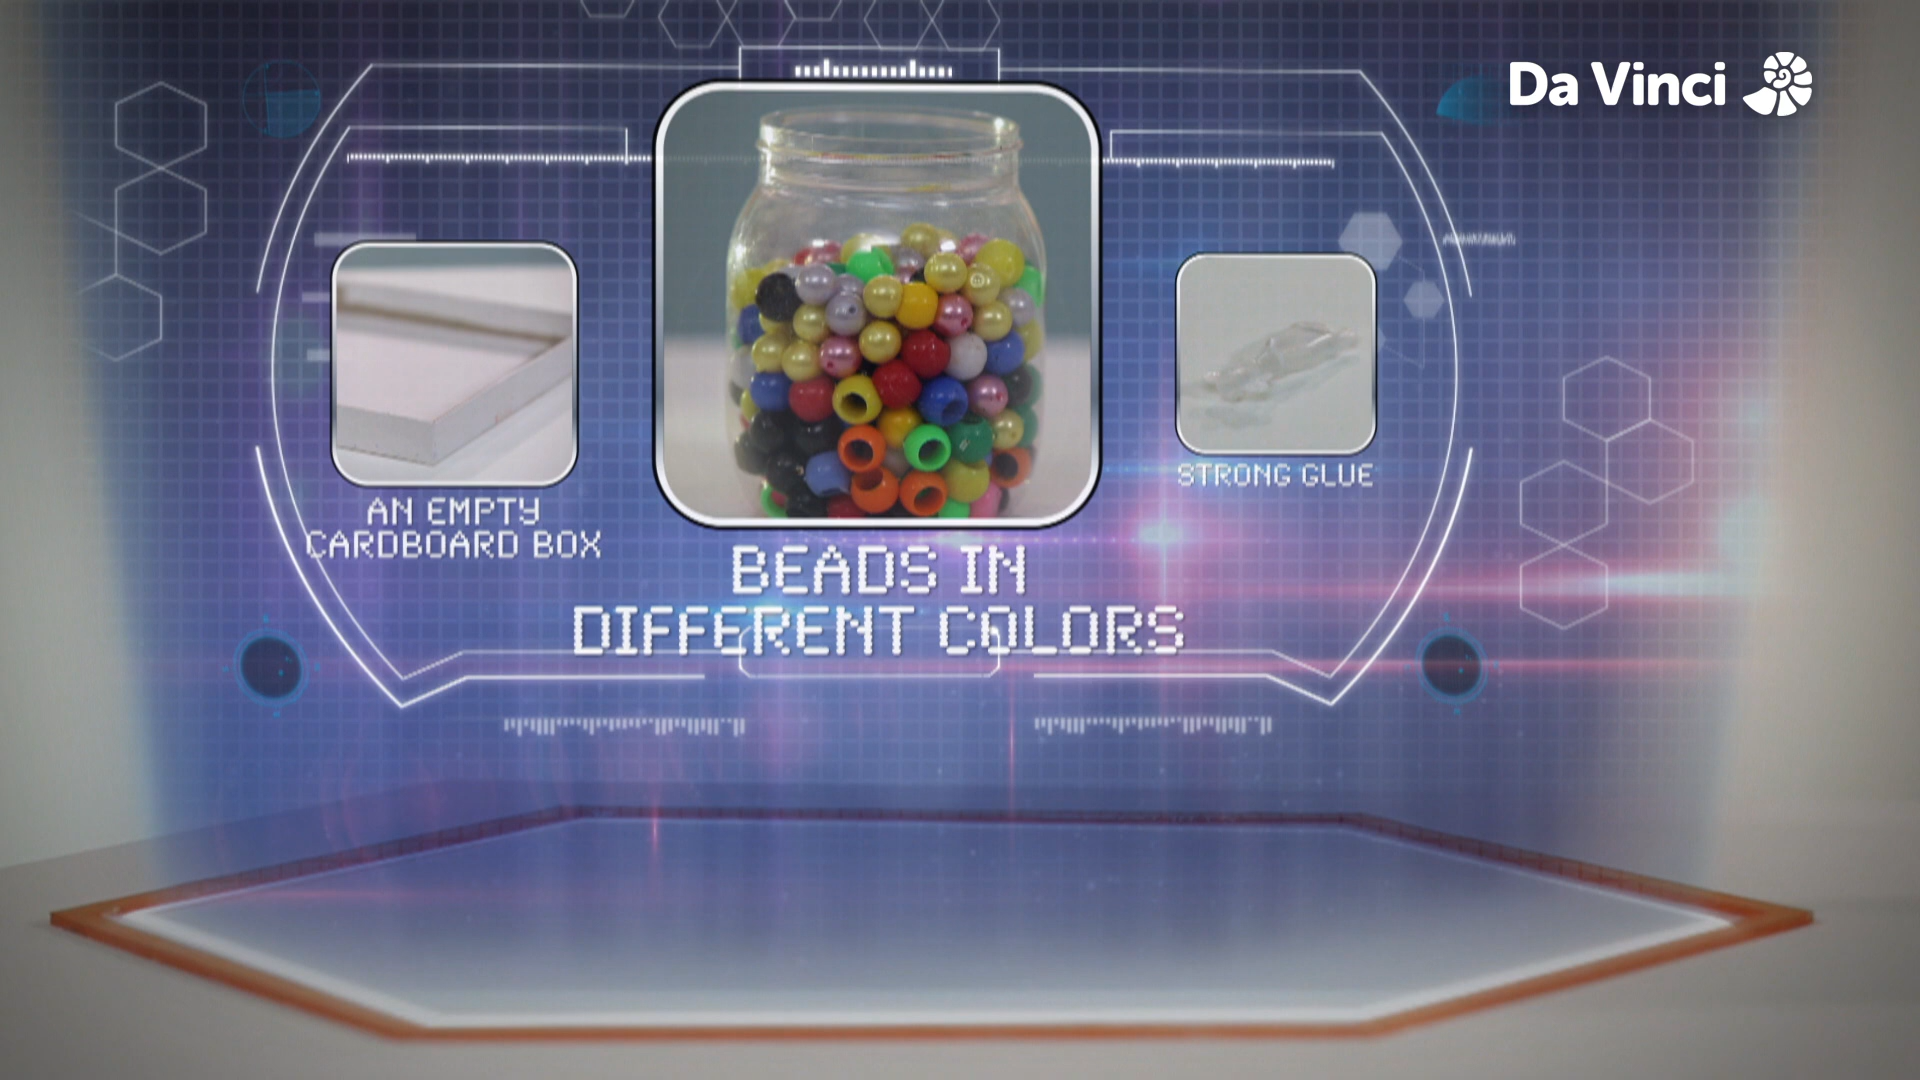 Da Vinci
AN EMPTY
CARDBOARD BOX
BEADS IN
DIFFERENT COLORS
STRONG GLUE